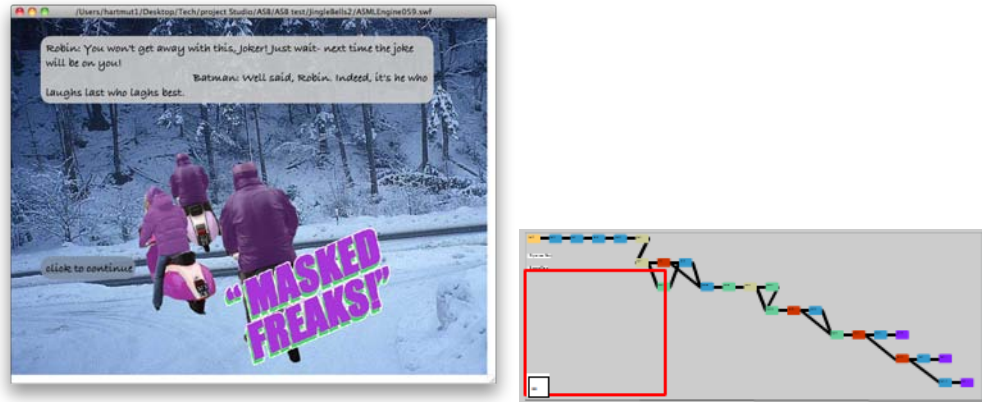 /Users/hartmut1/Desktop/Tech/project Studio/ASB/ASB test/JingleBells2/ASMLEngine059.swf
Robin: You won't get away with this, Joker! Just wait- next time the joke
will be on you!
Batman: Well said, Robin. Indeed, it's he who
laughs last who laghs best.
click to continue
“MASKED
FREAKS!”